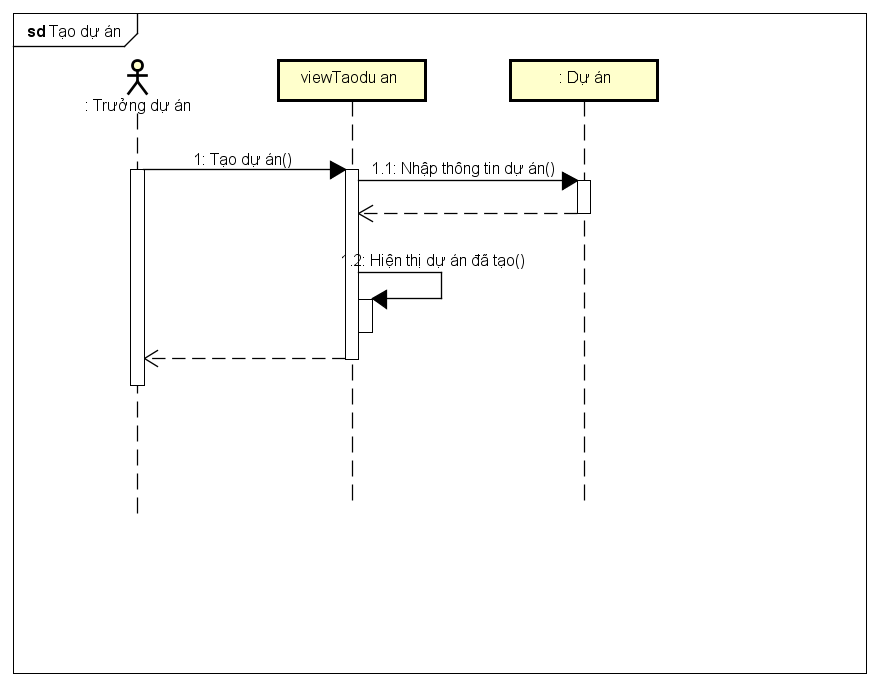 sd Tạo dự án
: Trưởng dự án
viewTaodu an
: Dự án
1: Tạo dự án()
1.1: Nhập thông tin dự án()
1.2: Hiện thị dự án đã tạo()